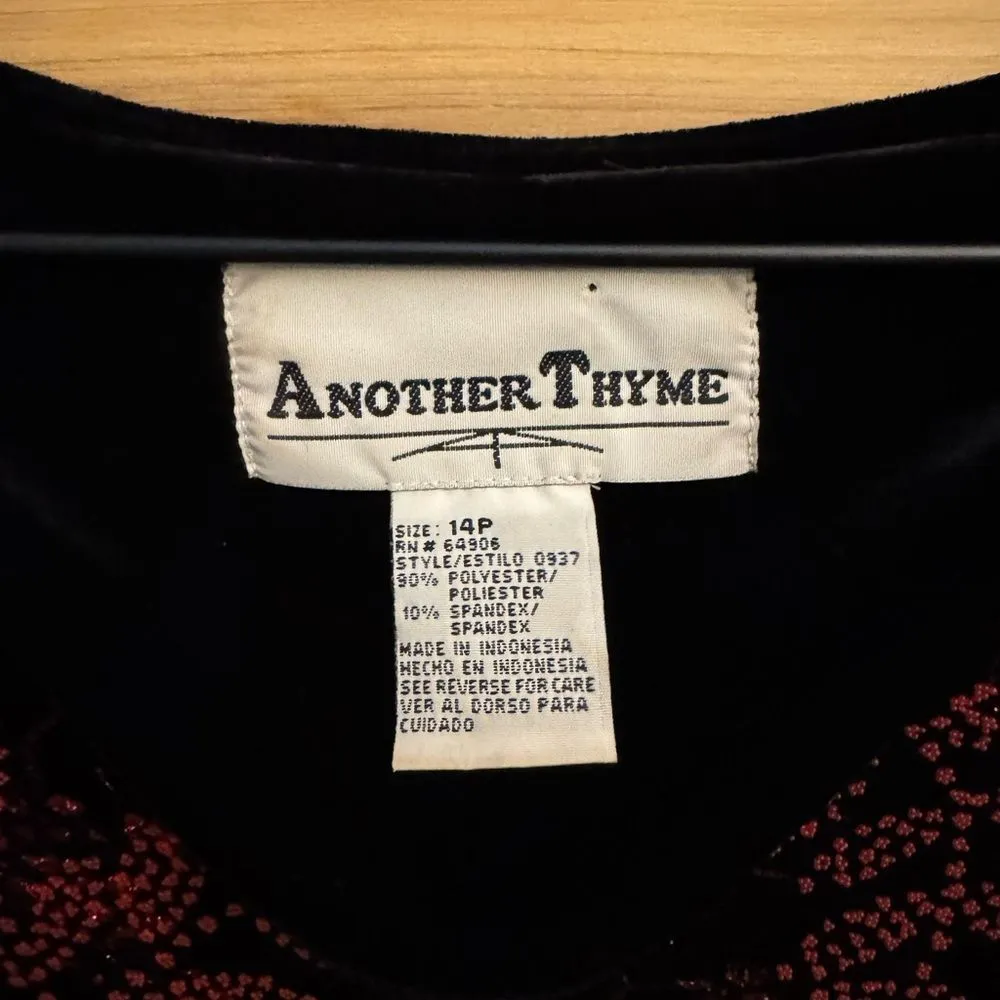 ANOTHER THYME
SIZE: 14P
RN # 64906
STYLE/ESTILO 0937
90% POLYESTER/
POLIESTER
10% SPANDEX/
SPANDEX
MADE IN INDONESIA
HECHO EN INDONESIA
SEE REVERSE FOR CARE
VER AL DORSO PARA
CUIDADO